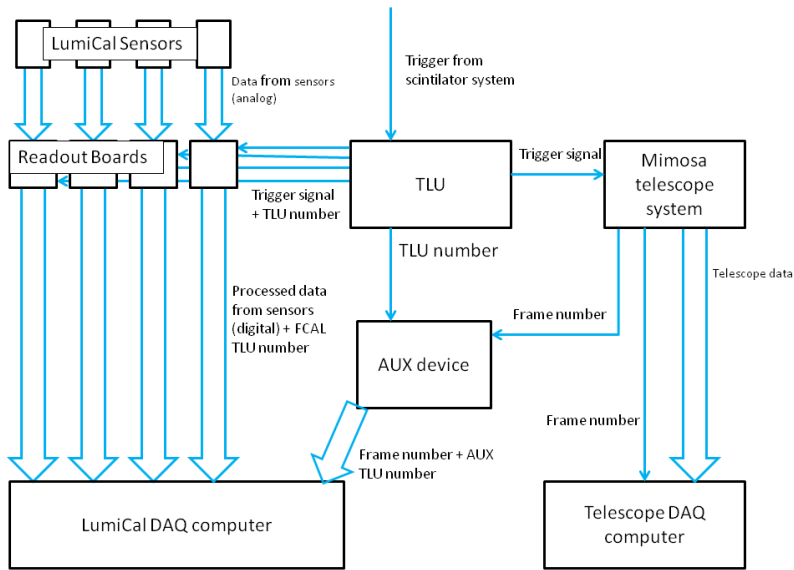 LumiCal Sensors
Trigger from
scintilator system
Data from sensors
(analog)
Readout Boards
TLU
Trigger signal
Mimosa
telescope
system
Trigger signal
+ TLU number
TLU number
Telescope data
Processed data
from sensors
(digital) + FCAL
TLU number
Frame number
AUX device
Frame number
Frame number + AUX
TLU number
LumiCal DAQ computer
Telescope DAQ
computer